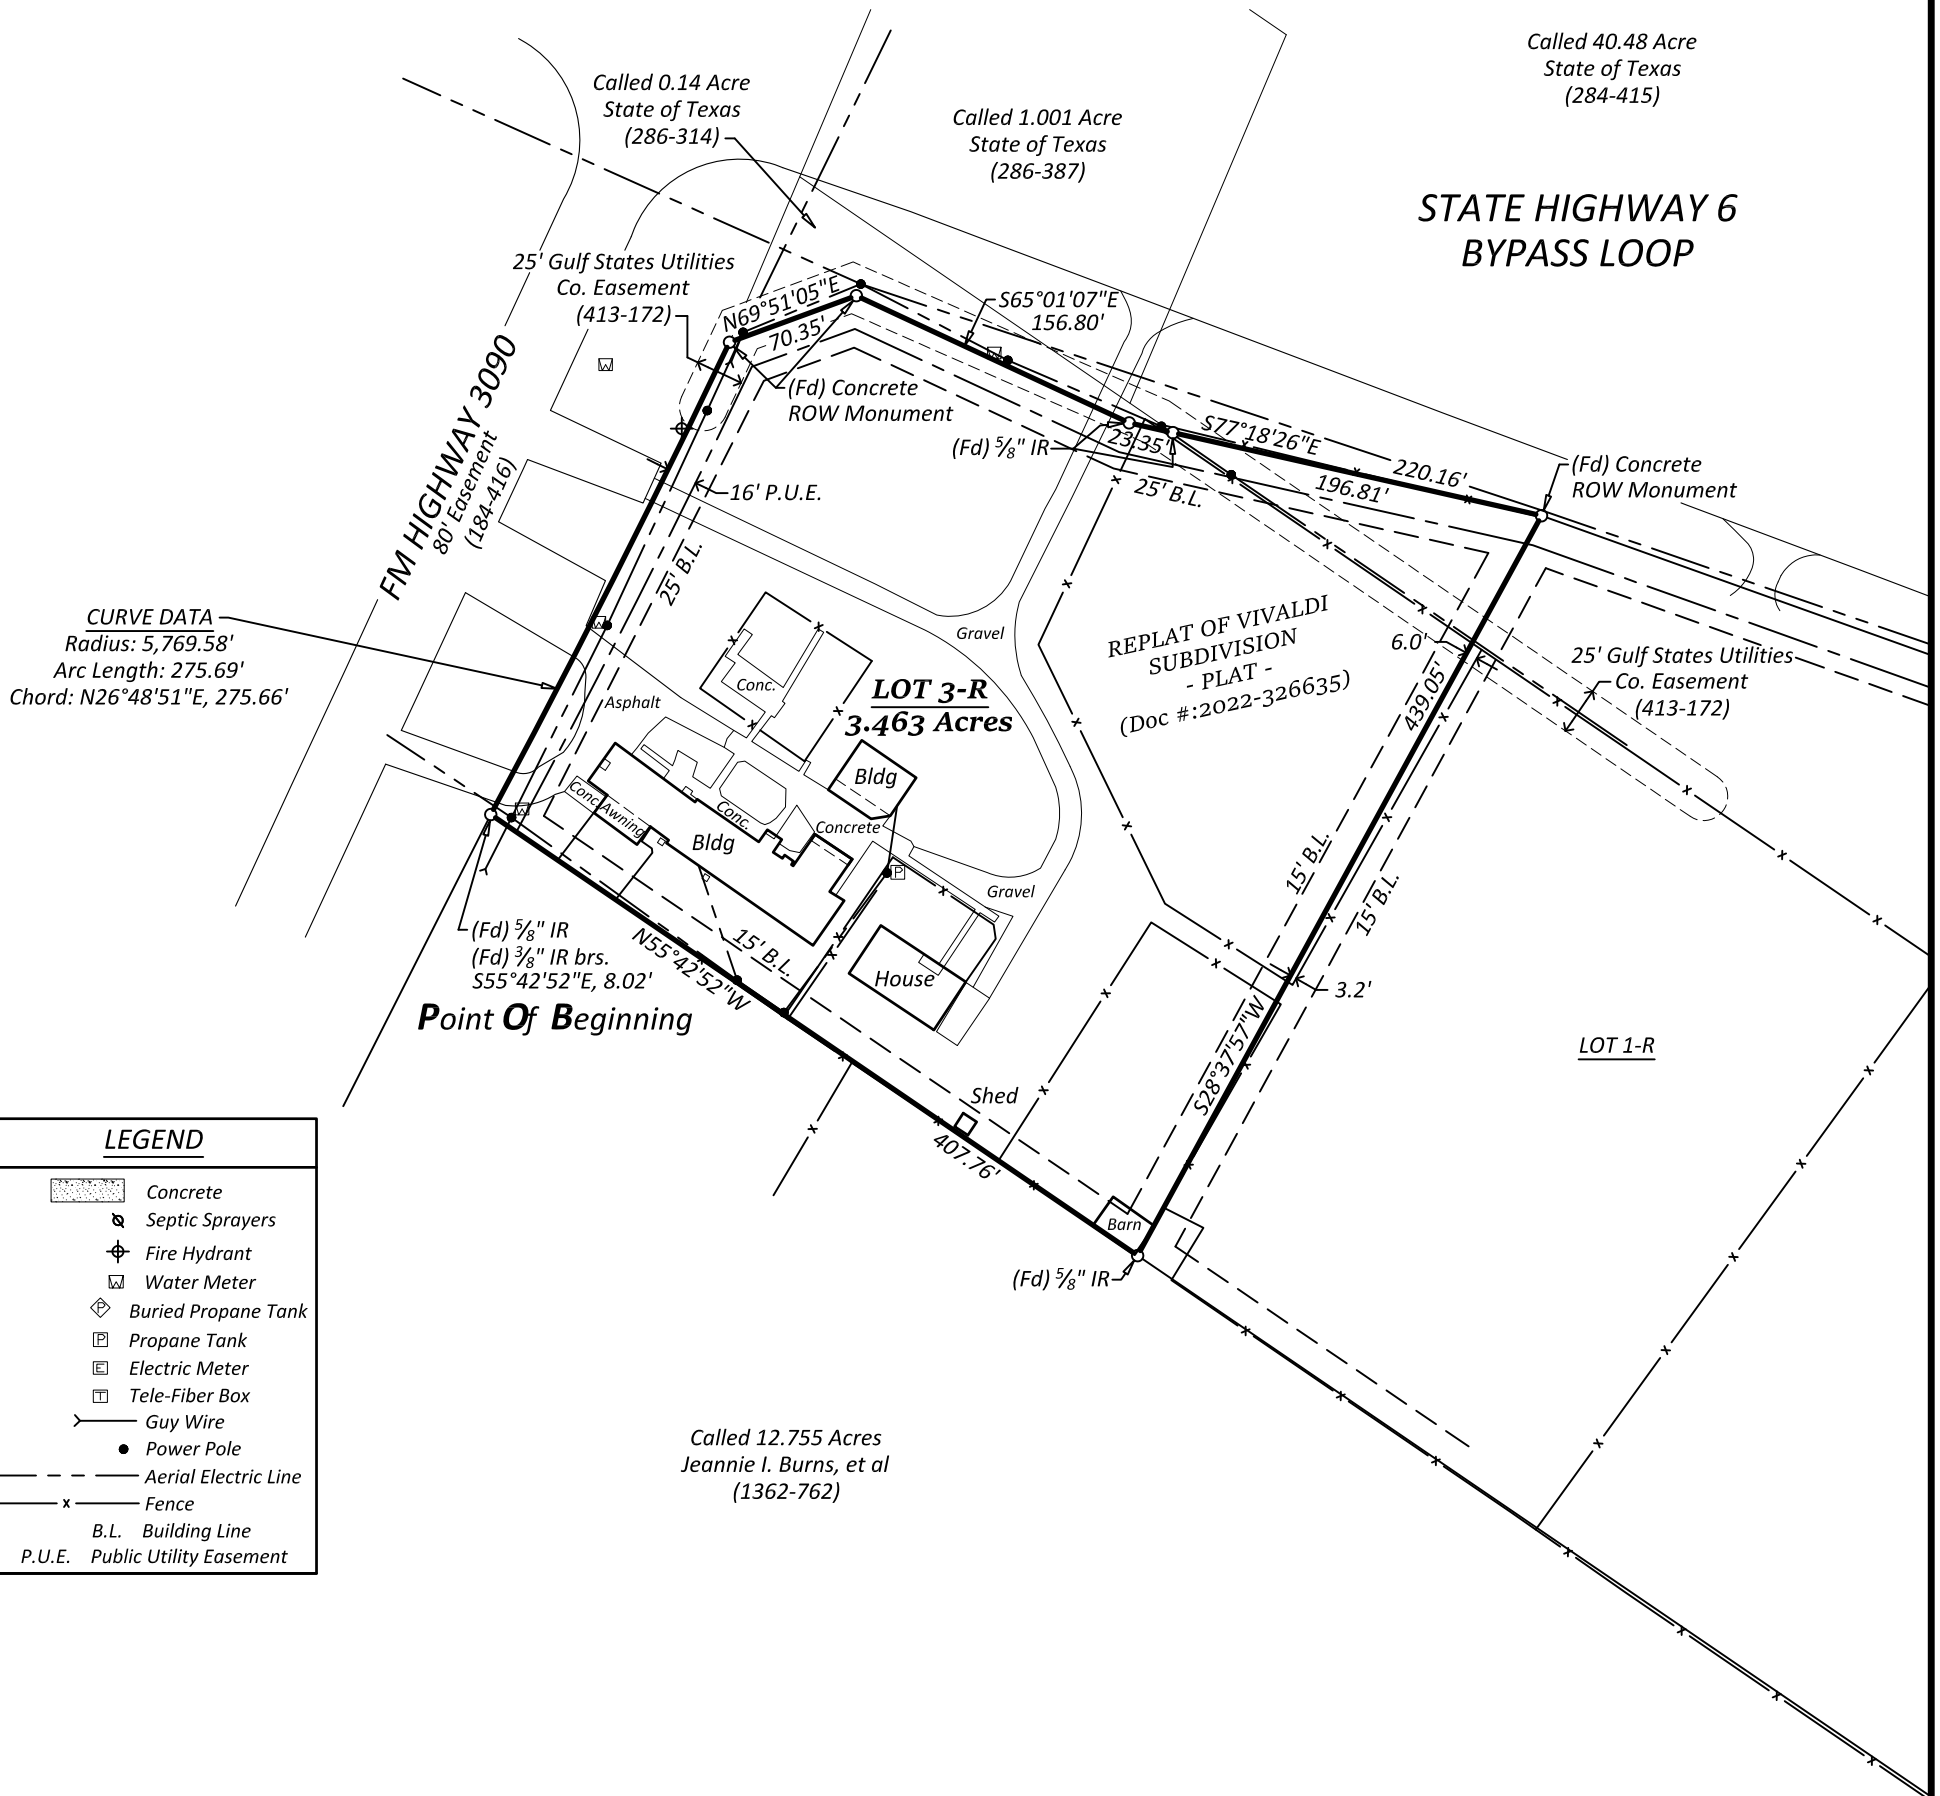 Called 40.48 Acre
State of Texas
(284-415)
Called 0.14 Acre
State of Texas
(286-314)
Called 1.001 Acre
State of Texas
(286-387)
STATE HIGHWAY 6
BYPASS LOOP
25' Gulf States Utilities
Co. Easement
(413-172)
N69°51'05"E
70.35'
S65°01'07"E
156.80'
(Fd) Concrete
ROW Monument
(Fd) 5/8" IR
23.35'
S77°18'26"E
220.16'
196.81'
(Fd) Concrete
ROW Monument
FM HIGHWAY 3090
80' Easement
(184-416)
16' P.U.E.
25' B.L.
25' B.L.
CURVE DATA
Radius: 5,769.58'
Arc Length: 275.69'
Chord: N26°48'51"E, 275.66'
Gravel
REPLAT OF VIVALDI
SUBDIVISION
- PLAT -
(Doc #:2022-326635)
6.0'
439.05'
25' Gulf States Utilities
Co. Easement
(413-172)
Asphalt
Conc.
LOT 3-R
3.463 Acres
Bldg
Conc.
Awning
Conc.
Concrete
Bldg
P
Gravel
15' B.L.
15' B.L.
(Fd) 5/8" IR
(Fd) 3/8" IR brs.
S55°42'52"E, 8.02'
Point Of Beginning
N55°42'52"W
15' B.L.
House
3.2'
S28°37'57"W
LOT 1-R
Shed
407.76'
Barn
(Fd) 5/8" IR
LEGEND
Concrete
Septic Sprayers
Fire Hydrant
W Water Meter
P Buried Propane Tank
P Propane Tank
E Electric Meter
T Tele-Fiber Box
Guy Wire
Power Pole
Aerial Electric Line
x Fence
B.L. Building Line
P.U.E. Public Utility Easement
Called 12.755 Acres
Jeannie I. Burns, et al
(1362-762)